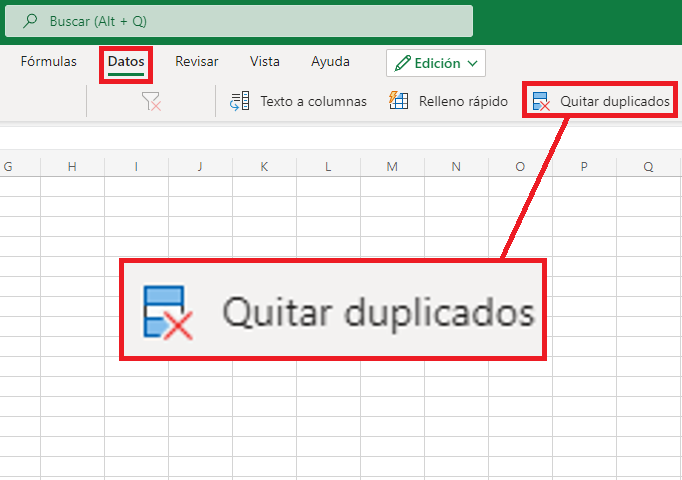 Buscar (Alt + Q)
Fórmulas Datos Revisar Vista Ayuda Edición
Texto a columnas Relleno rápido Quitar duplicados
G H I J K L M N O P Q
Quitar duplicados